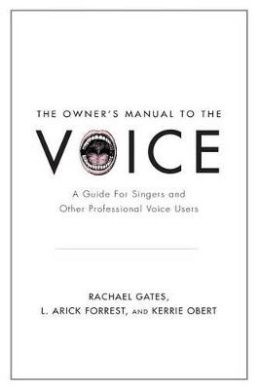 THE OWNER'S MANUAL TO THE
VOICE
A Guide For Singers and
Other Professional Voice Users
RACHAEL GATES,
L. ARICK FORREST, AND KERRIE OBERT